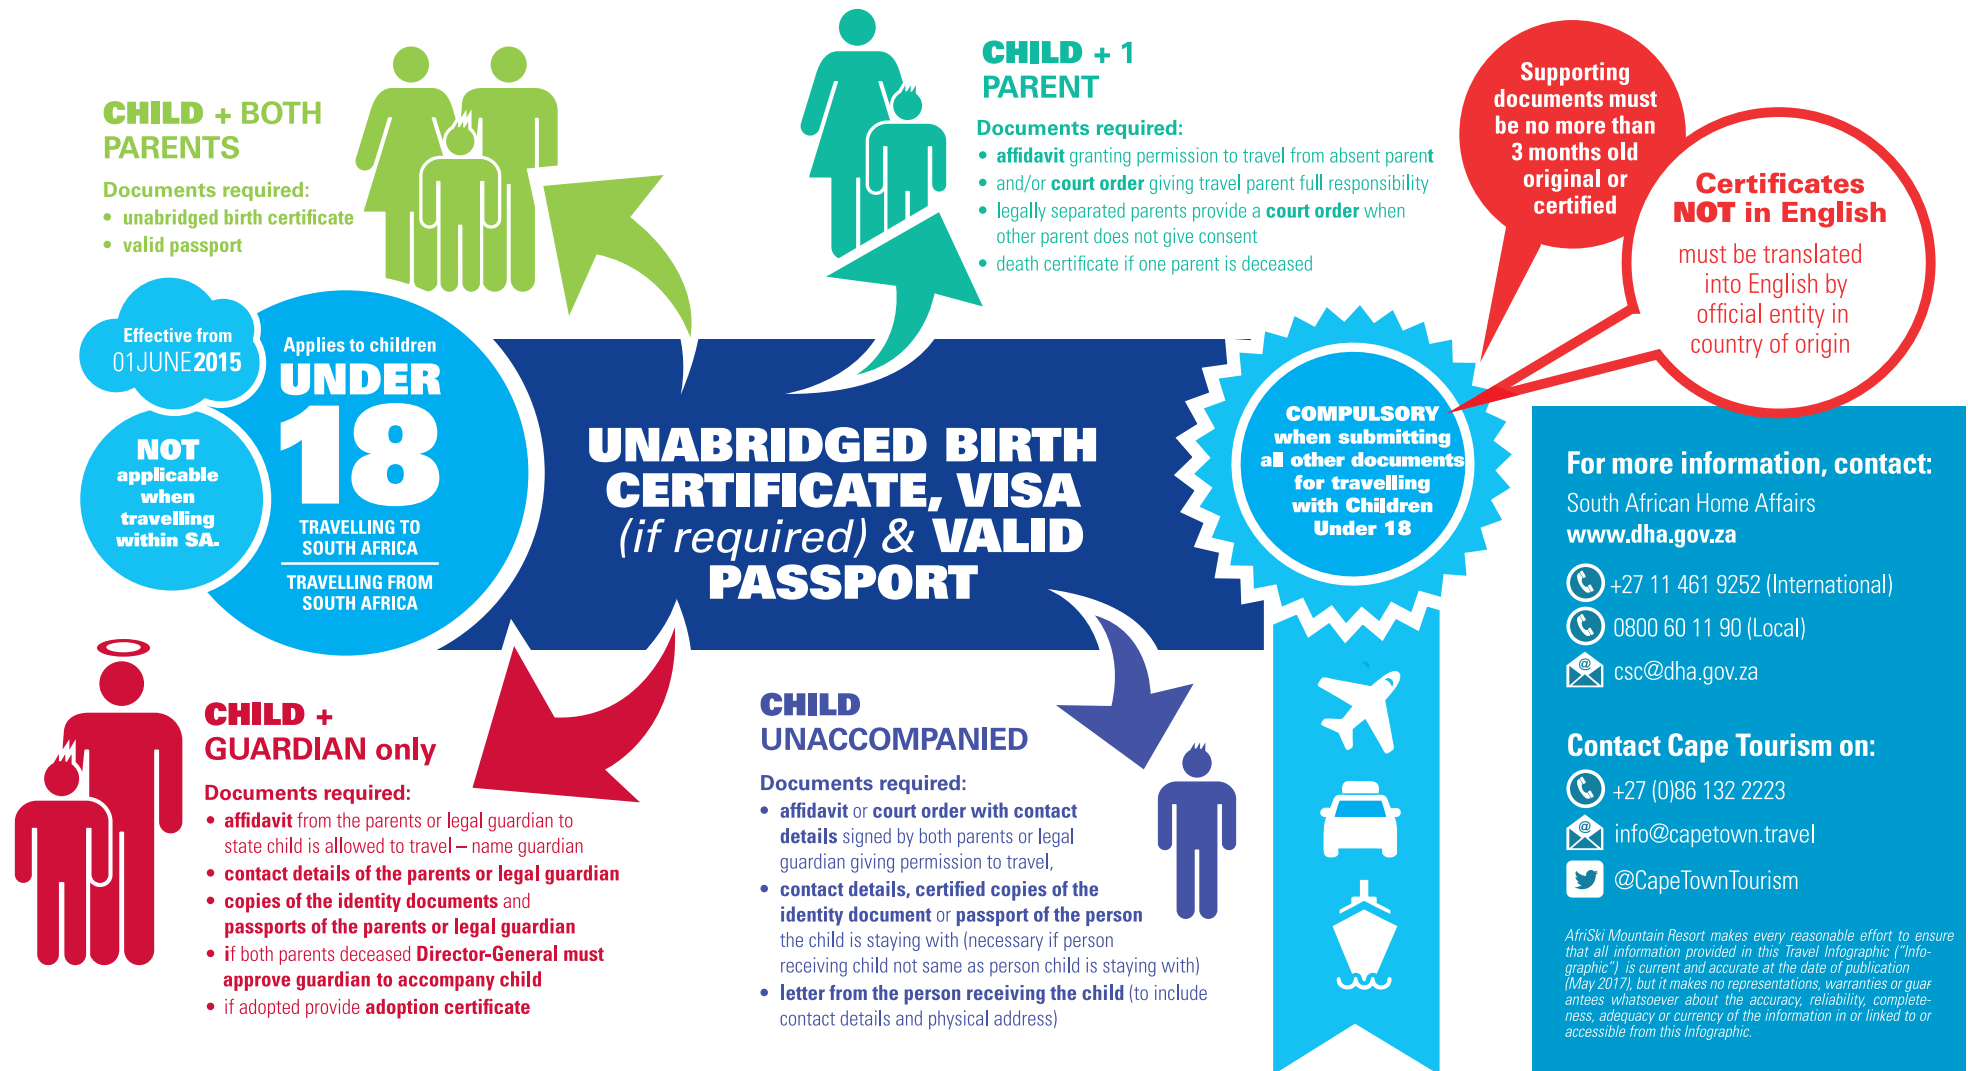 CHILD + BOTH
PARENTS
Documents required:
• unabridged birth certificate
• valid passport
CHILD + 1
PARENT
Documents required:
• affidavit granting permission to travel from absent parent
• and/or court order giving travel parent full responsibility
• legally separated parents provide a court order when
other parent does not give consent
• death certificate if one parent is deceased
Supporting
documents must
be no more than
3 months old
original or
certified
Certificates
NOT in English
must be translated
into English by
official entity in
country of origin
Effective from
01JUNE2015
NOT
applicable
when
travelling
within SA.
Applies to children
UNDER
18
TRAVELLING TO
SOUTH AFRICA
TRAVELLING FROM
SOUTH AFRICA
UNABRIDGED BIRTH
CERTIFICATE, VISA
(if required) & VALID
PASSPORT
COMPULSORY
when submitting
all other documents
for travelling
with Children
Under 18
CHILD +
GUARDIAN only
Documents required:
• affidavit from the parents or legal guardian to
state child is allowed to travel – name guardian
• contact details of the parents or legal guardian
• copies of the identity documents and
passports of the parents or legal guardian
• if both parents deceased Director-General must
approve guardian to accompany child
• if adopted provide adoption certificate
CHILD
UNACCOMPANIED
Documents required:
• affidavit or court order with contact
details signed by both parents or legal
guardian giving permission to travel,
• contact details, certified copies of the
identity document or passport of the person
the child is staying with (necessary if person
receiving child not same as person child is staying with)
• letter from the person receiving the child (to include
contact details and physical address)
For more information, contact:
South African Home Affairs
www.dha.gov.za
+27 11 461 9252 (International)
0800 60 11 90 (Local)
@
csc@dha.gov.za
Contact Cape Tourism on:
+27 (0)86 132 2223
@
info@capetown.travel
@CapeTownTourism
AfriSki Mountain Resort makes every reasonable effort to ensure
that all information provided in this Travel Infographic ("Info-
graphic") is current and accurate at the date of publication
(May 2017), but it makes no representations, warranties or guar
antees whatsoever about the accuracy, reliability, complete-
ness, adequacy or currency of the information in or linked to or
accessible from this Infographic.